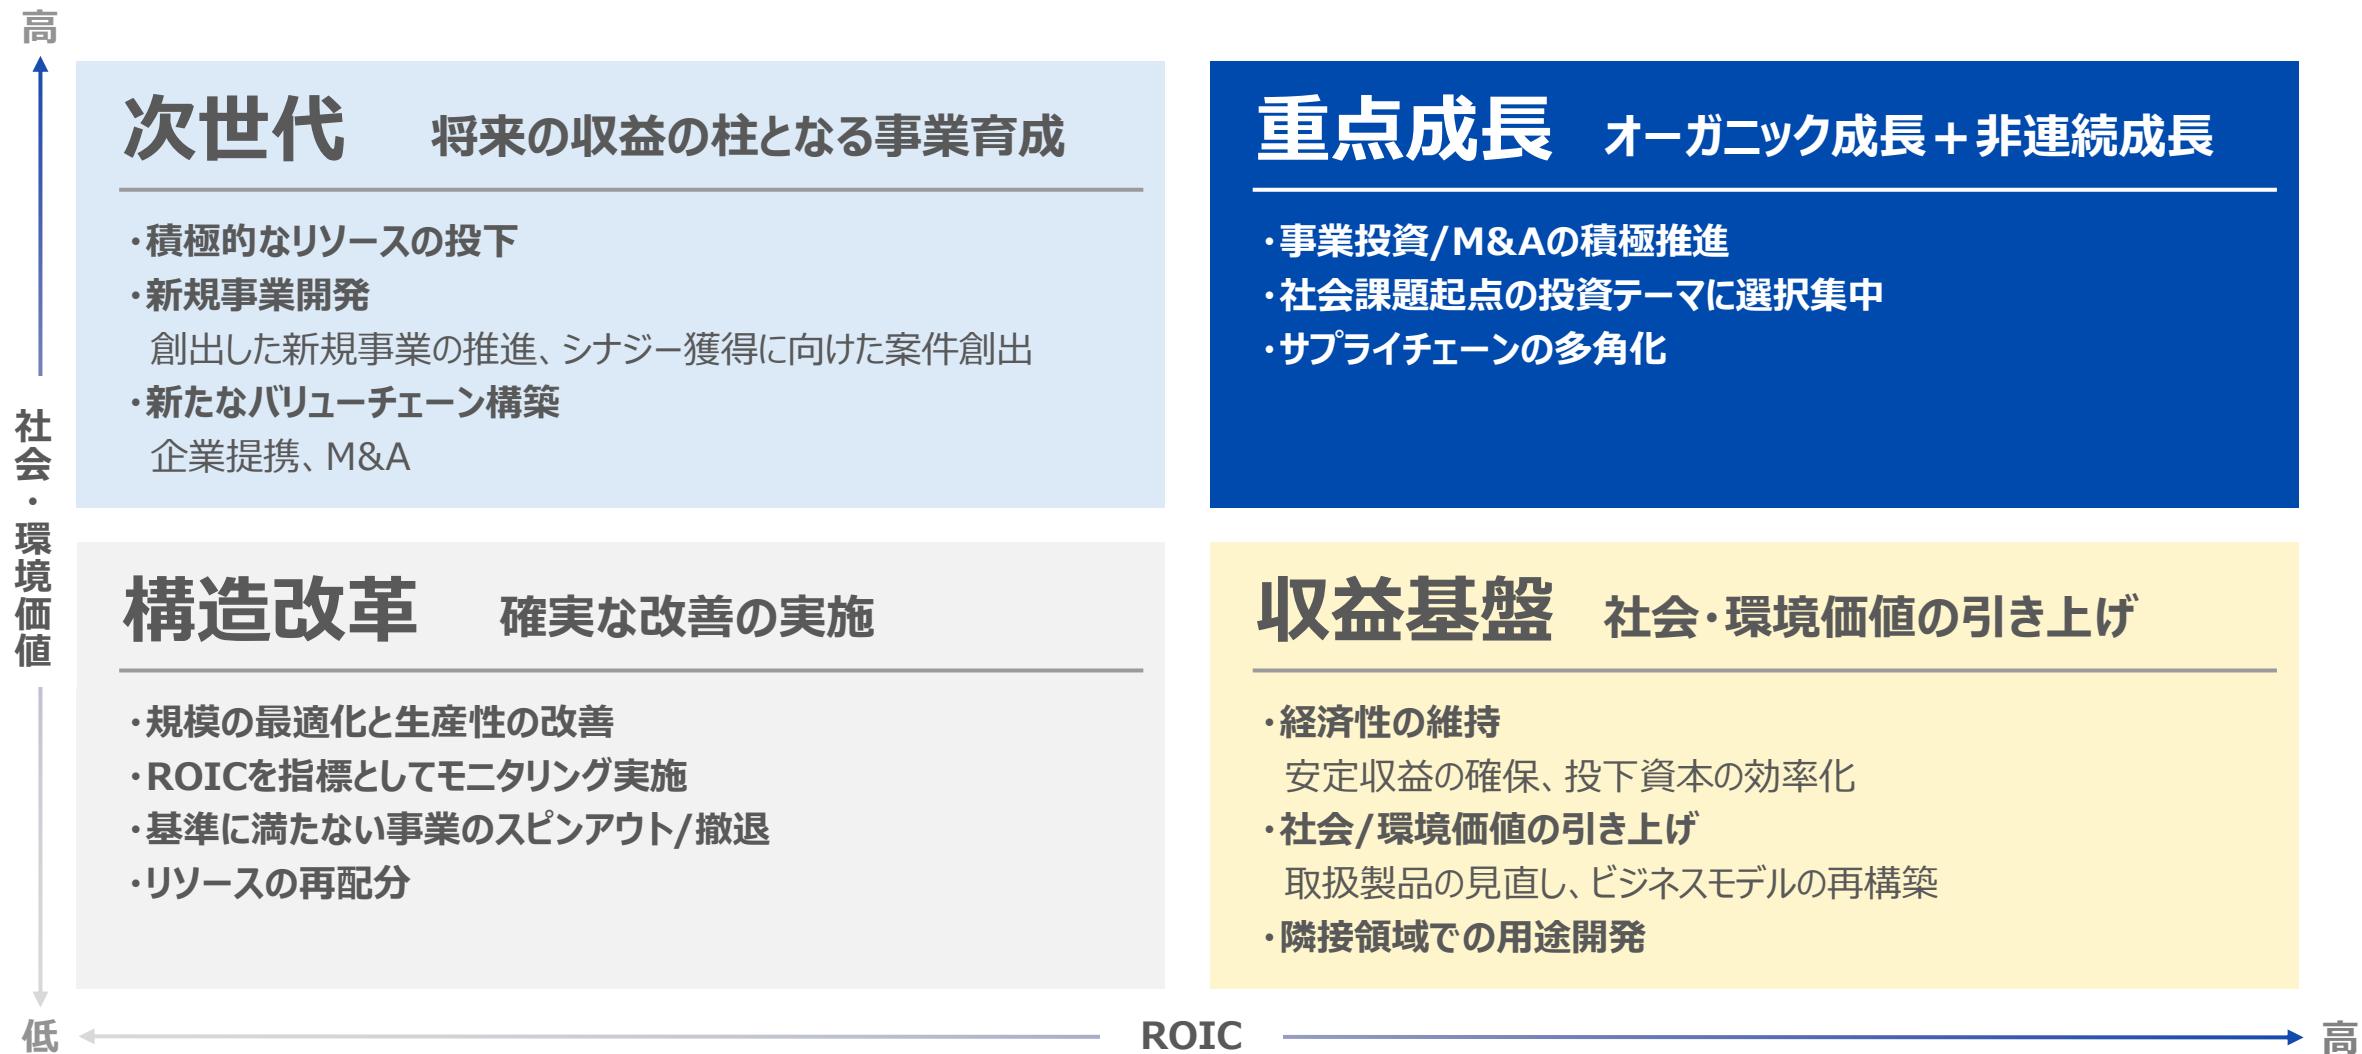 高
次世代 将来の収益の柱となる事業育成
・積極的なリソースの投下
・新規事業開発
創出した新規事業の推進、シナジー獲得に向けた案件創出
・新たなバリューチェーン構築
企業提携、M&A
重点成長 オーガニック成長+非連続成長
・事業投資/M&Aの積極推進
・社会課題起点の投資テーマに選択集中
・サプライチェーンの多角化
社会・環境価値
構造改革 確実な改善の実施
・規模の最適化と生産性の改善
・ROICを指標としてモニタリング実施
・基準に満たない事業のスピンアウト/撤退
・リソースの再配分
収益基盤 社会・環境価値の引き上げ
・経済性の維持
安定収益の確保、投下資本の効率化
・社会/環境価値の引き上げ
取扱製品の見直し、ビジネスモデルの再構築
・隣接領域での用途開発
低 ROIC 高